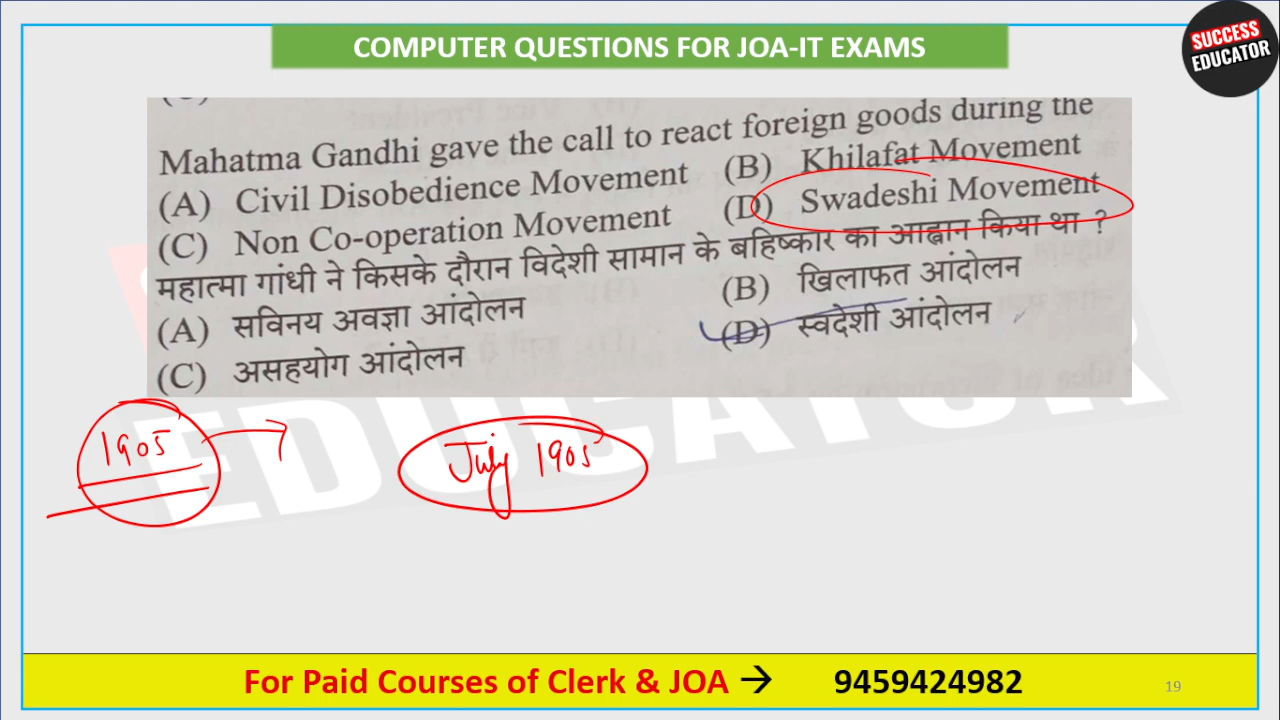 COMPUTER QUESTIONS FOR JOA-IT EXAMS
SUCCESS
EDUCATOR
Mahatma Gandhi gave the call to react foreign goods during the
(A) Civil Disobedience Movement (B) Khilafat Movement
(C) Non Co-operation Movement (D) Swadeshi Movement
महात्मा गांधी ने किसके दौरान विदेशी सामान के बहिष्कार का आह्वान किया था ?
(A) सविनय अवज्ञा आंदोलन (B) खिलाफत आंदोलन
(C) असहयोग आंदोलन (D) स्वदेशी आंदोलन
1905
July 1905
EDUCATOR
For Paid Courses of Clerk & JOA → 9459424982
19